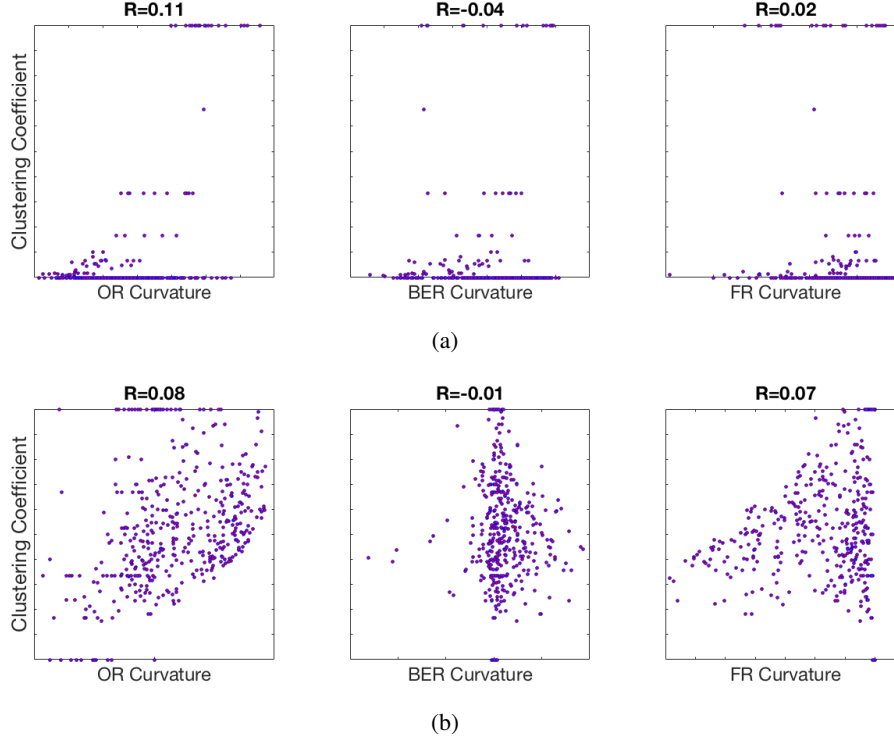 R=0.11 R=-0.04 R=0.02
Clustering Coefficient
OR Curvature BER Curvature FR Curvature
(a)
R=0.08 R=-0.01 R=0.07
Clustering Coefficient
OR Curvature BER Curvature FR Curvature
(b)